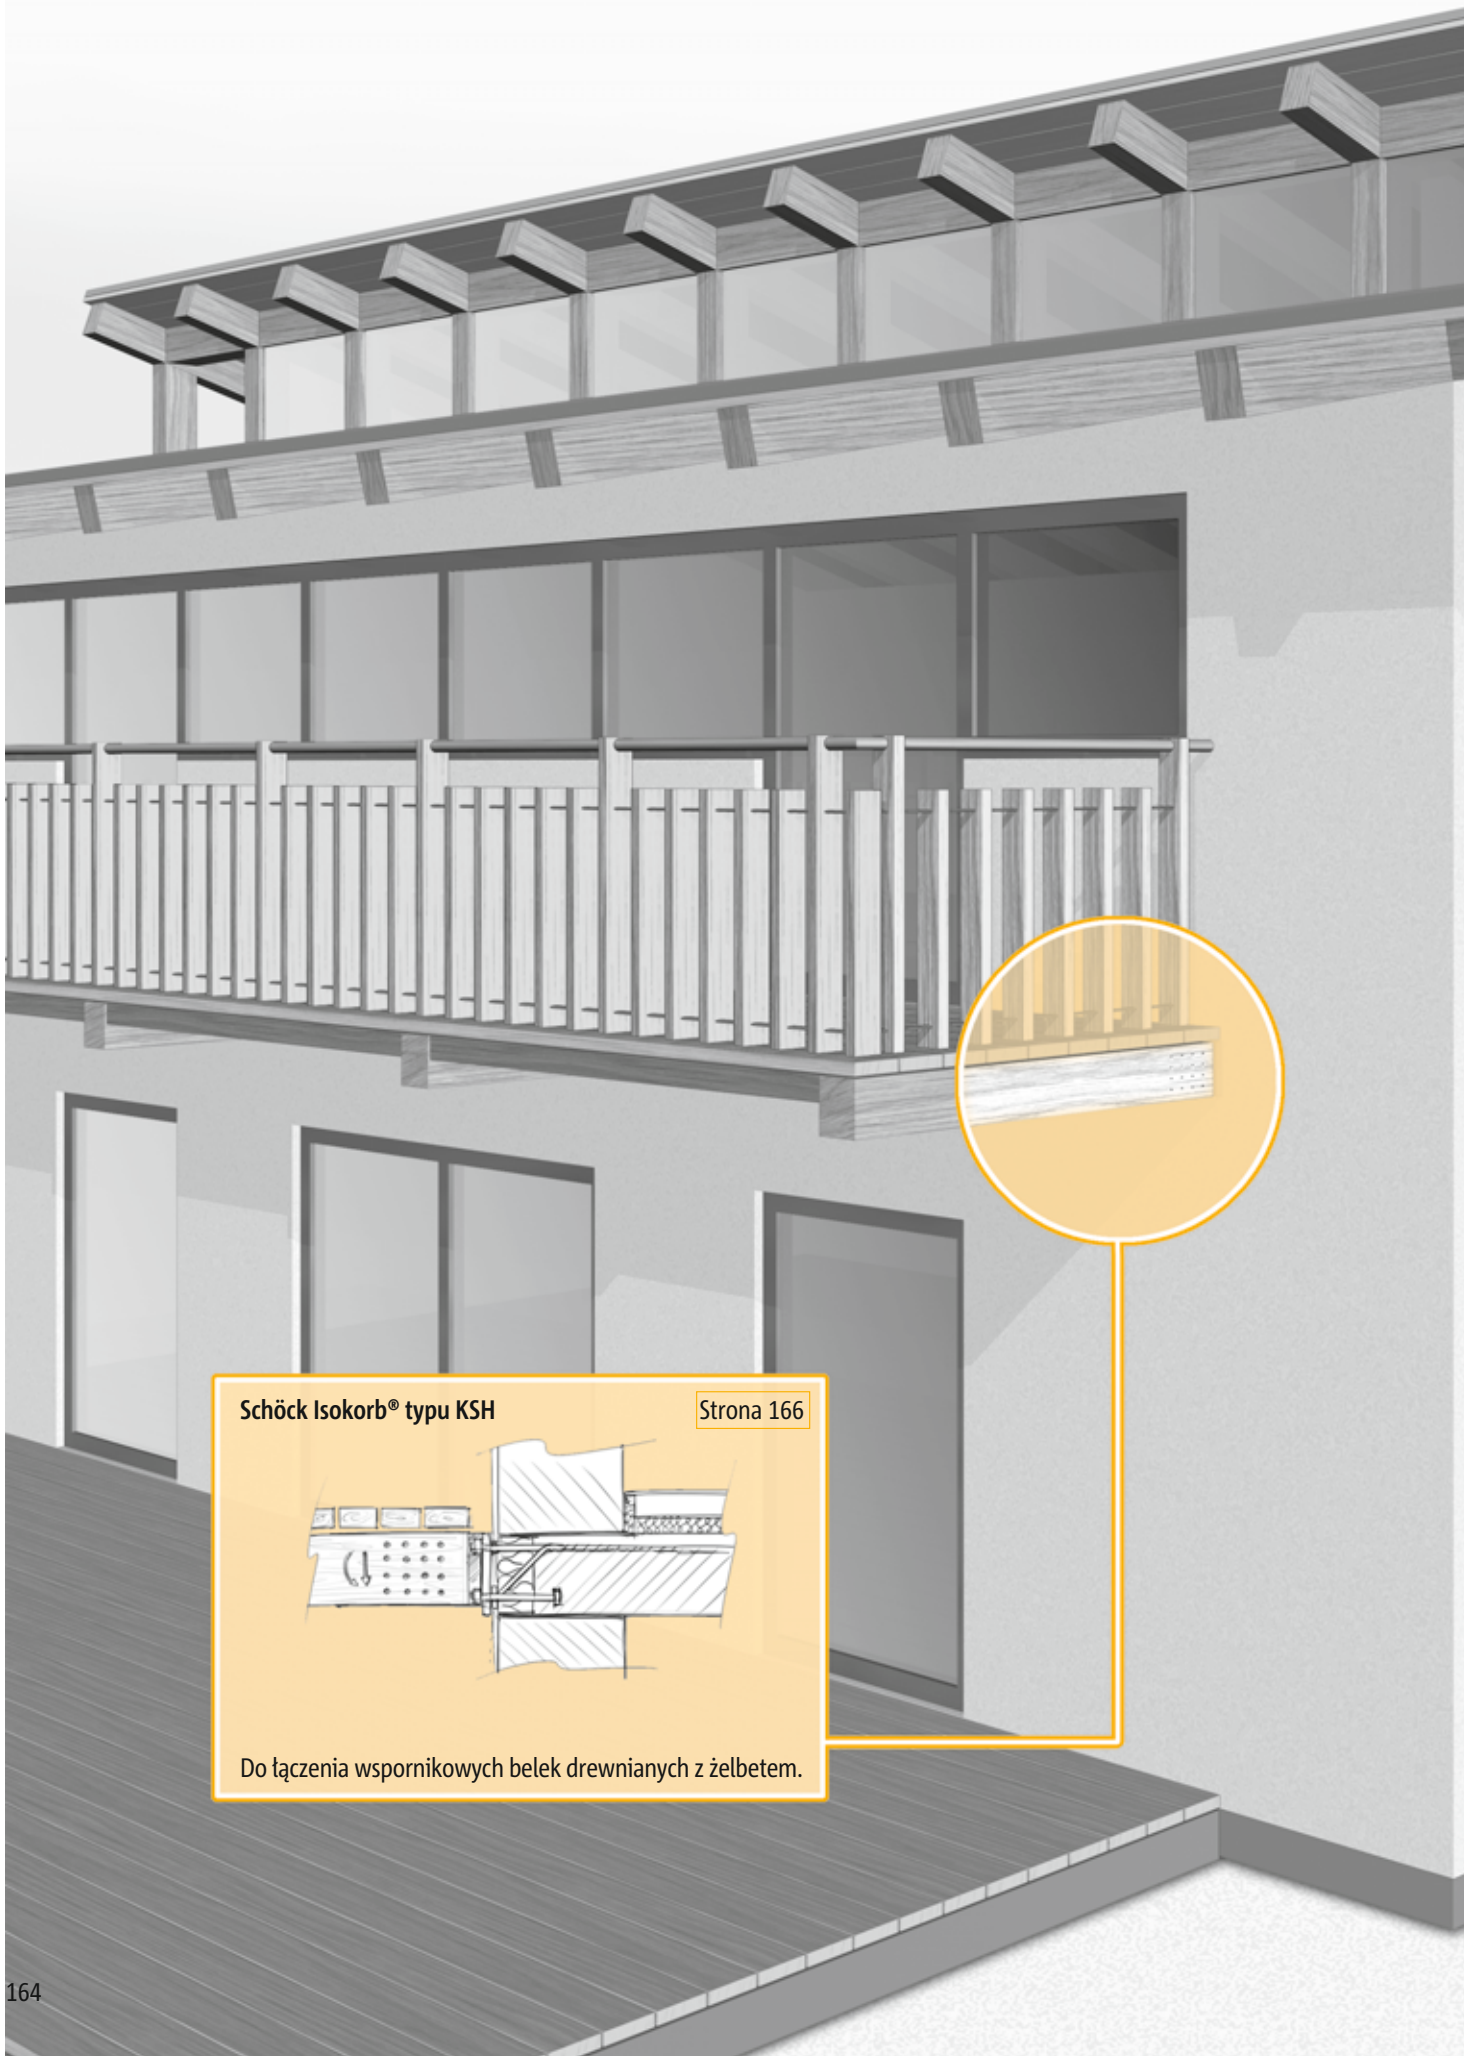 Schöck Isokorb® typu KSH
Strona 166
Do łączenia wspornikowych belek drewnianych z żelbetem.
164